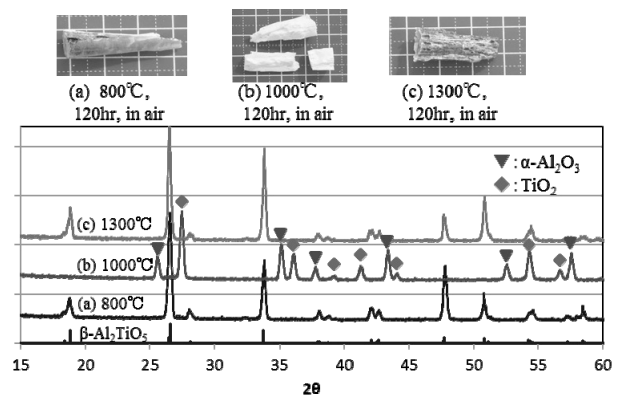 (a) 800℃,
120hr, in air
(b) 1000℃,
120hr, in air
(c) 1300℃,
120hr, in air
▼: α-Al₂O₃
◆: TiO₂
(c) 1300℃
(b) 1000℃
(a) 800℃
β-Al₂TiO₅
15 20 25 30 35 40 45 50 55 60
2θ